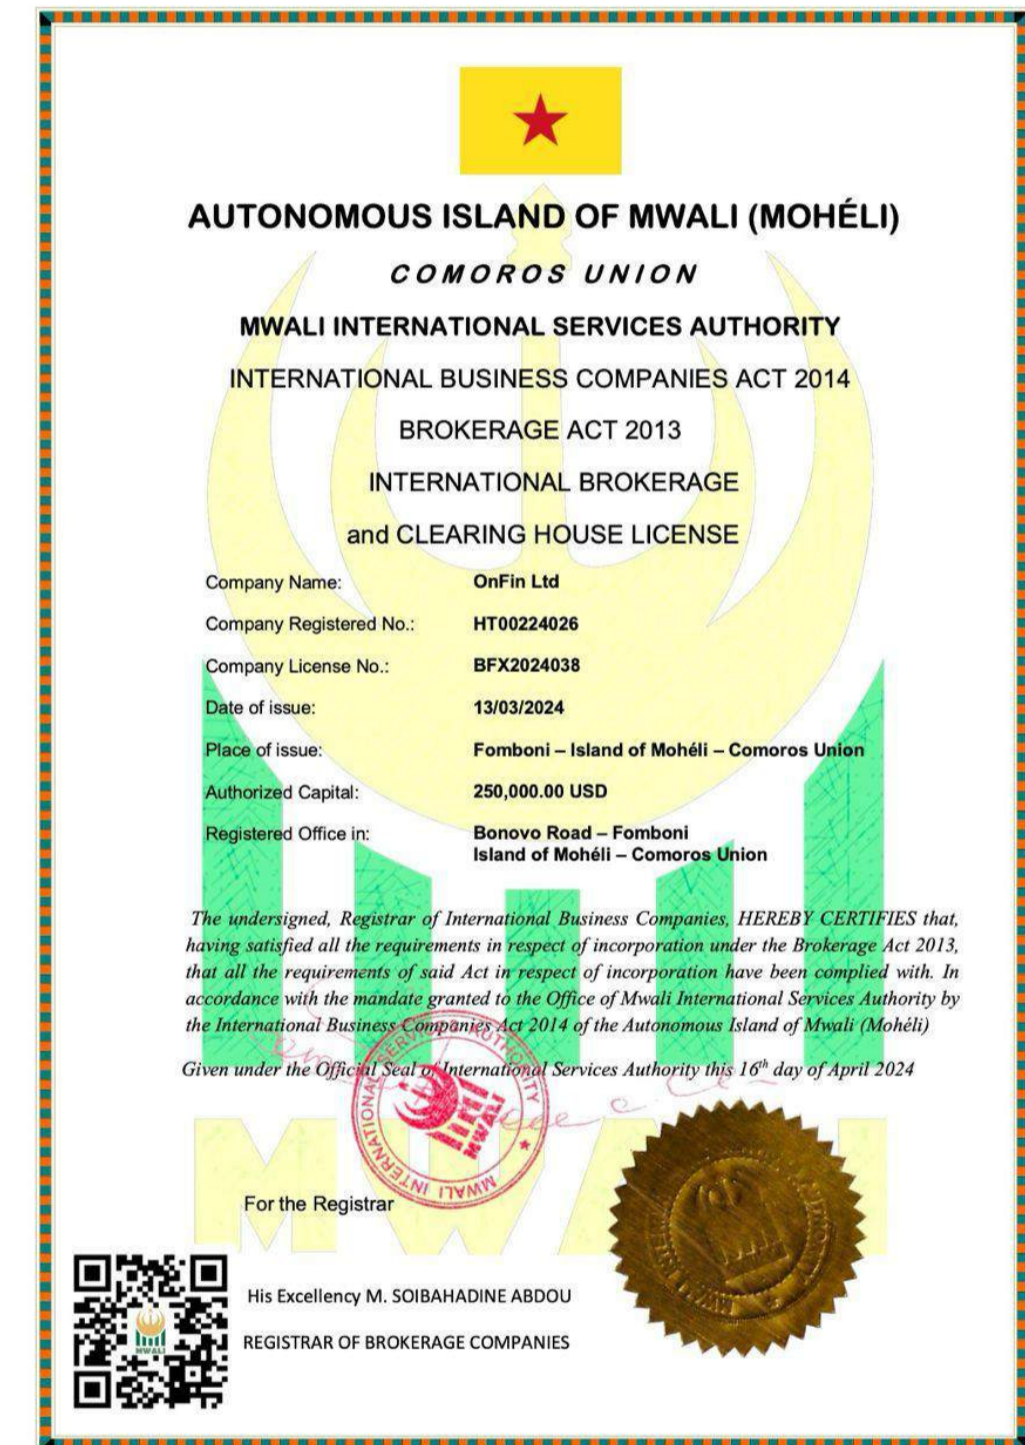 AUTONOMOUS ISLAND OF MWALI (MOHÉLI)
COMOROS UNION
MWALI INTERNATIONAL SERVICES AUTHORITY
INTERNATIONAL BUSINESS COMPANIES ACT 2014
BROKERAGE ACT 2013
INTERNATIONAL BROKERAGE
and CLEARING HOUSE LICENSE
Company Name: OnFin Ltd
Company Registered No.: HT00224026
Company License No.: BFX2024038
Date of issue: 13/03/2024
Place of issue: Fomboni – Island of Mohéli – Comoros Union
Authorized Capital: 250,000.00 USD
Registered Office in: Bonovo Road – Fomboni
Island of Mohéli – Comoros Union
The undersigned, Registrar of International Business Companies, HEREBY CERTIFIES that,
having satisfied all the requirements in respect of incorporation under the Brokerage Act 2013,
that all the requirements of said Act in respect of incorporation have been complied with. In
accordance with the mandate granted to the Office of Mwali International Services Authority by
the International Business Companies Act 2014 of the Autonomous Island of Mwali (Mohéli)
Given under the Official Seal of International Services Authority this 16th day of April 2024
MWALI INTERNATIONAL SERVICES AUTHORITY
MWALI
MWALI
For the Registrar
His Excellency M. SOIBAHADINE ABDOU
REGISTRAR OF BROKERAGE COMPANIES
MWALI